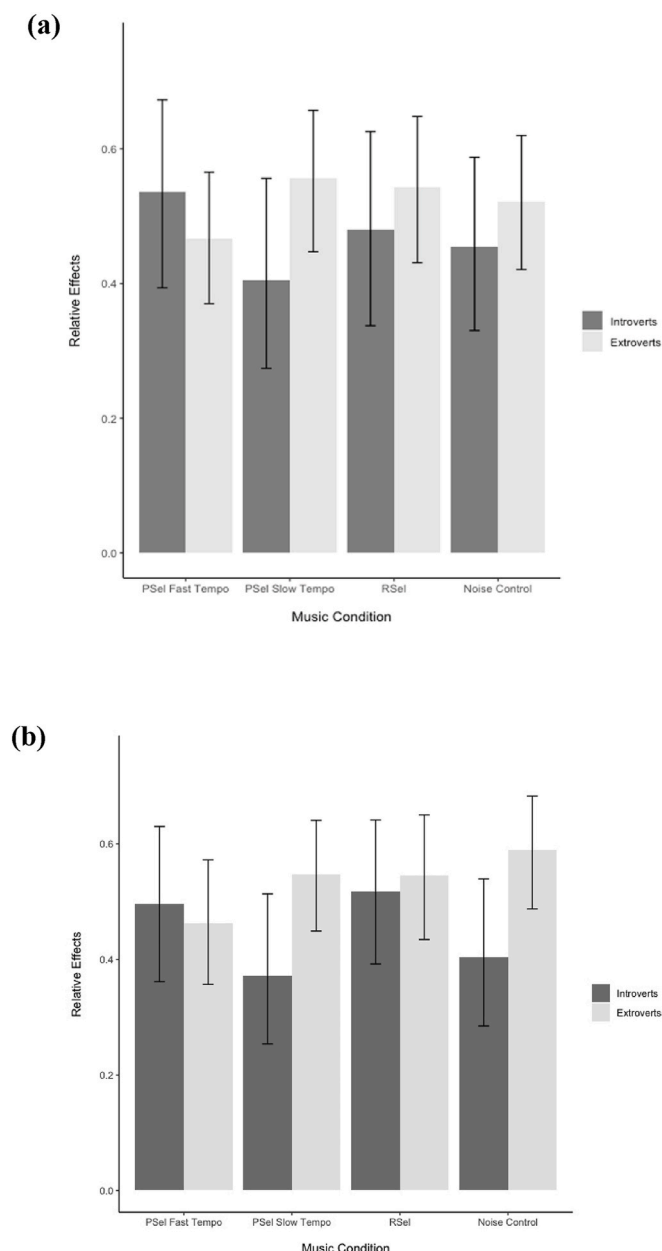 (a)
0.6
0.4
0.2
0.0
Relative Effects
Introverts
Extroverts
PSel Fast Tempo PSel Slow Tempo RSel Noise Control
Music Condition
(b)
0.6
0.4
0.2
0.0
Relative Effects
Introverts
Extroverts
PSel Fast Tempo PSel Slow Tempo RSel Noise Control
Music Condition